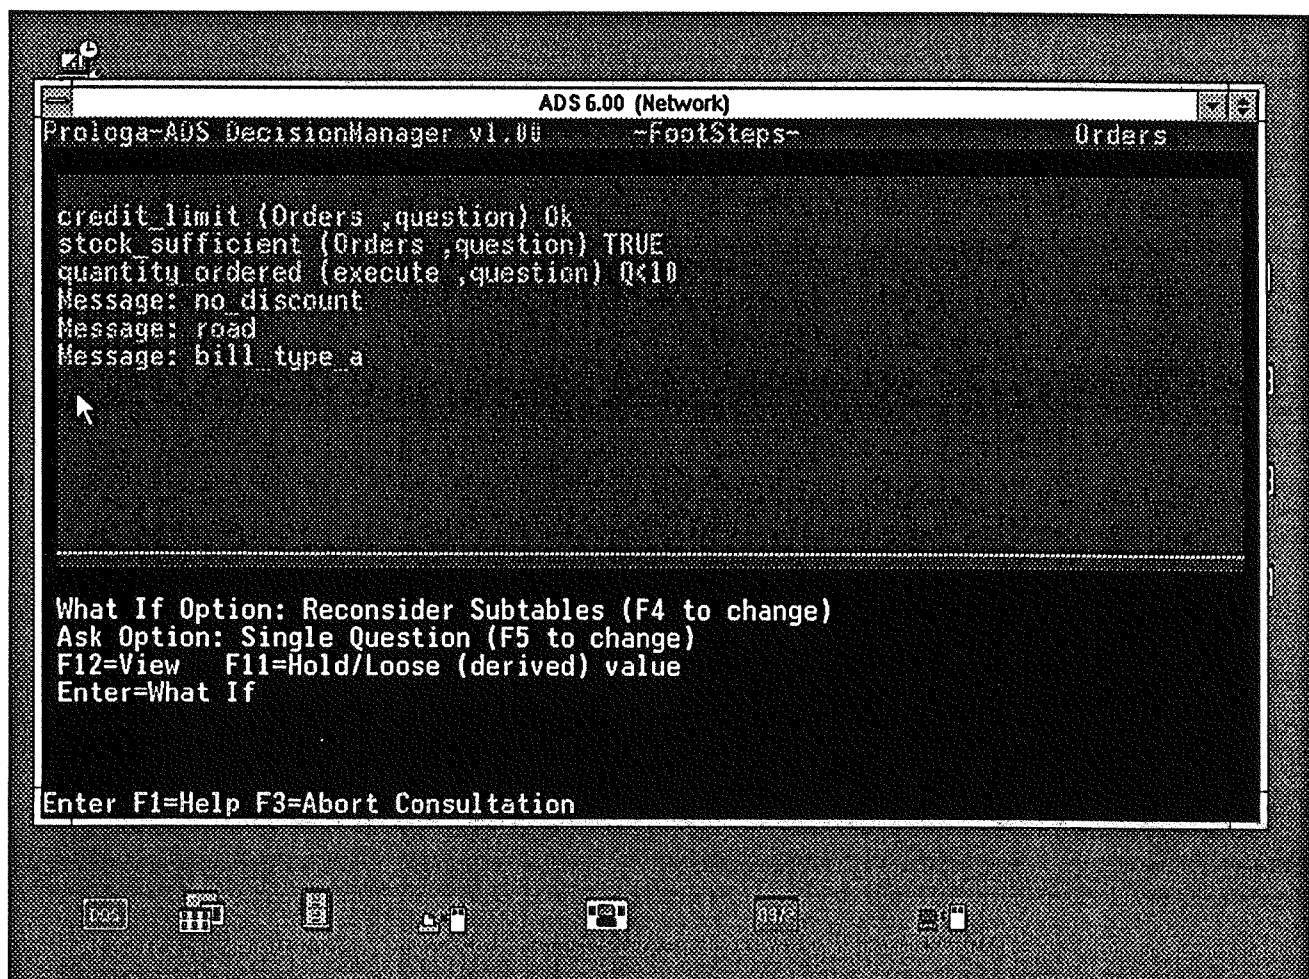 ADS 6.00 (Network)
Prologa-ADS DecisionManager v1.00 -FootSteps- Orders
credit_limit (Orders ,question) Ok
stock_sufficient (Orders ,question) TRUE
quantity_ordered (execute ,question) Q<10
Message: no_discount
Message: road
Message: bill_type_a
What If Option: Reconsider Subtables (F4 to change)
Ask Option: Single Question (F5 to change)
F12=View F11=Hold/Loose (derived) value
Enter=What If
Enter F1=Help F3=Abort Consultation